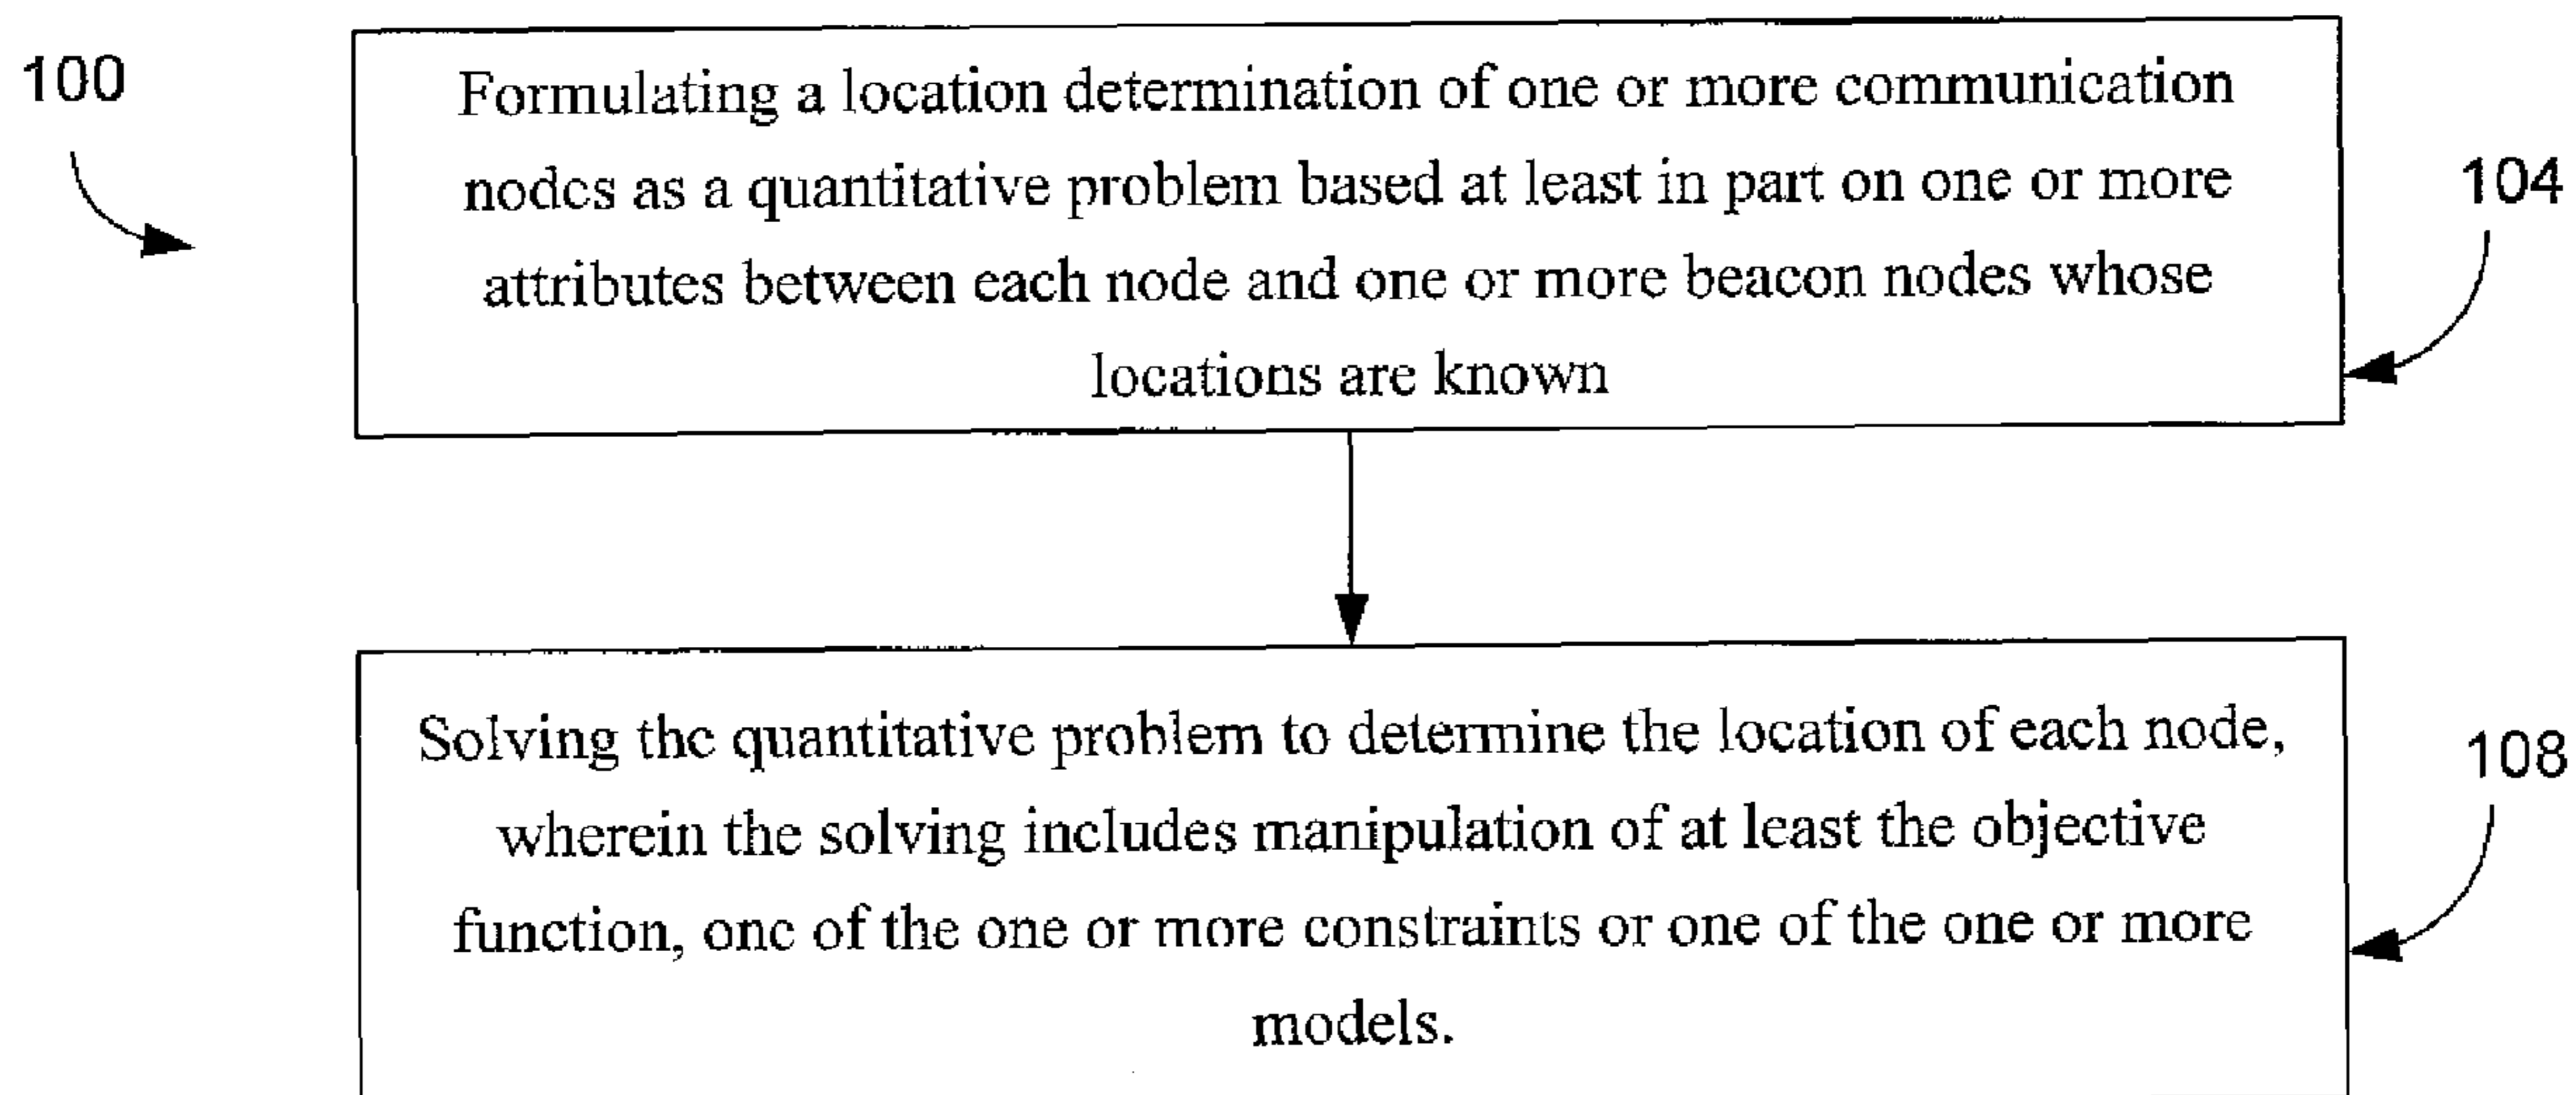 100
Formulating a location determination of one or more communication
nodes as a quantitative problem based at least in part on one or more
104
attributes between each node and one or more beacon nodes whose
locations are known
Solving the quantitative problem to determine the location of each node,
108
wherein the solving includes manipulation of at least the objective
function, one of the one or more constraints or one of the one or more
models.